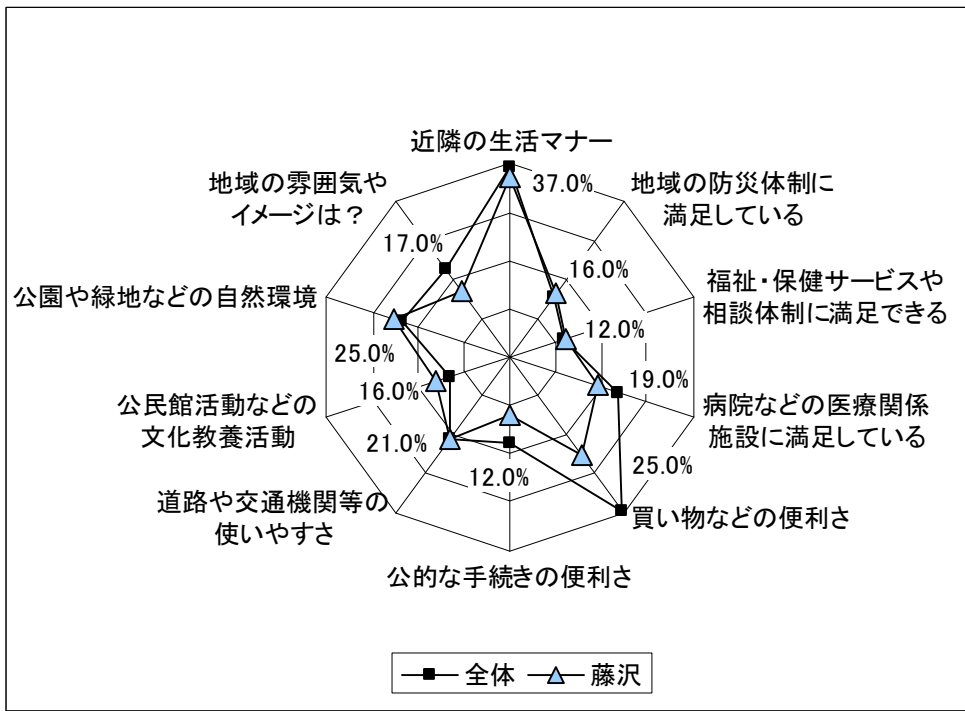 近隣の生活マナー
37.0%
地域の防災体制に
満足している
16.0%
福祉・保健サービスや
相談体制に満足できる
12.0%
病院などの医療関係
施設に満足している
19.0%
買い物などの便利さ
25.0%
公的な手続きの便利さ
12.0%
道路や交通機関等の
使いやすさ
21.0%
公民館活動などの
文化教養活動
16.0%
公園や緑地などの自然環境
25.0%
地域の雰囲気や
イメージは？
17.0%
全体
藤沢